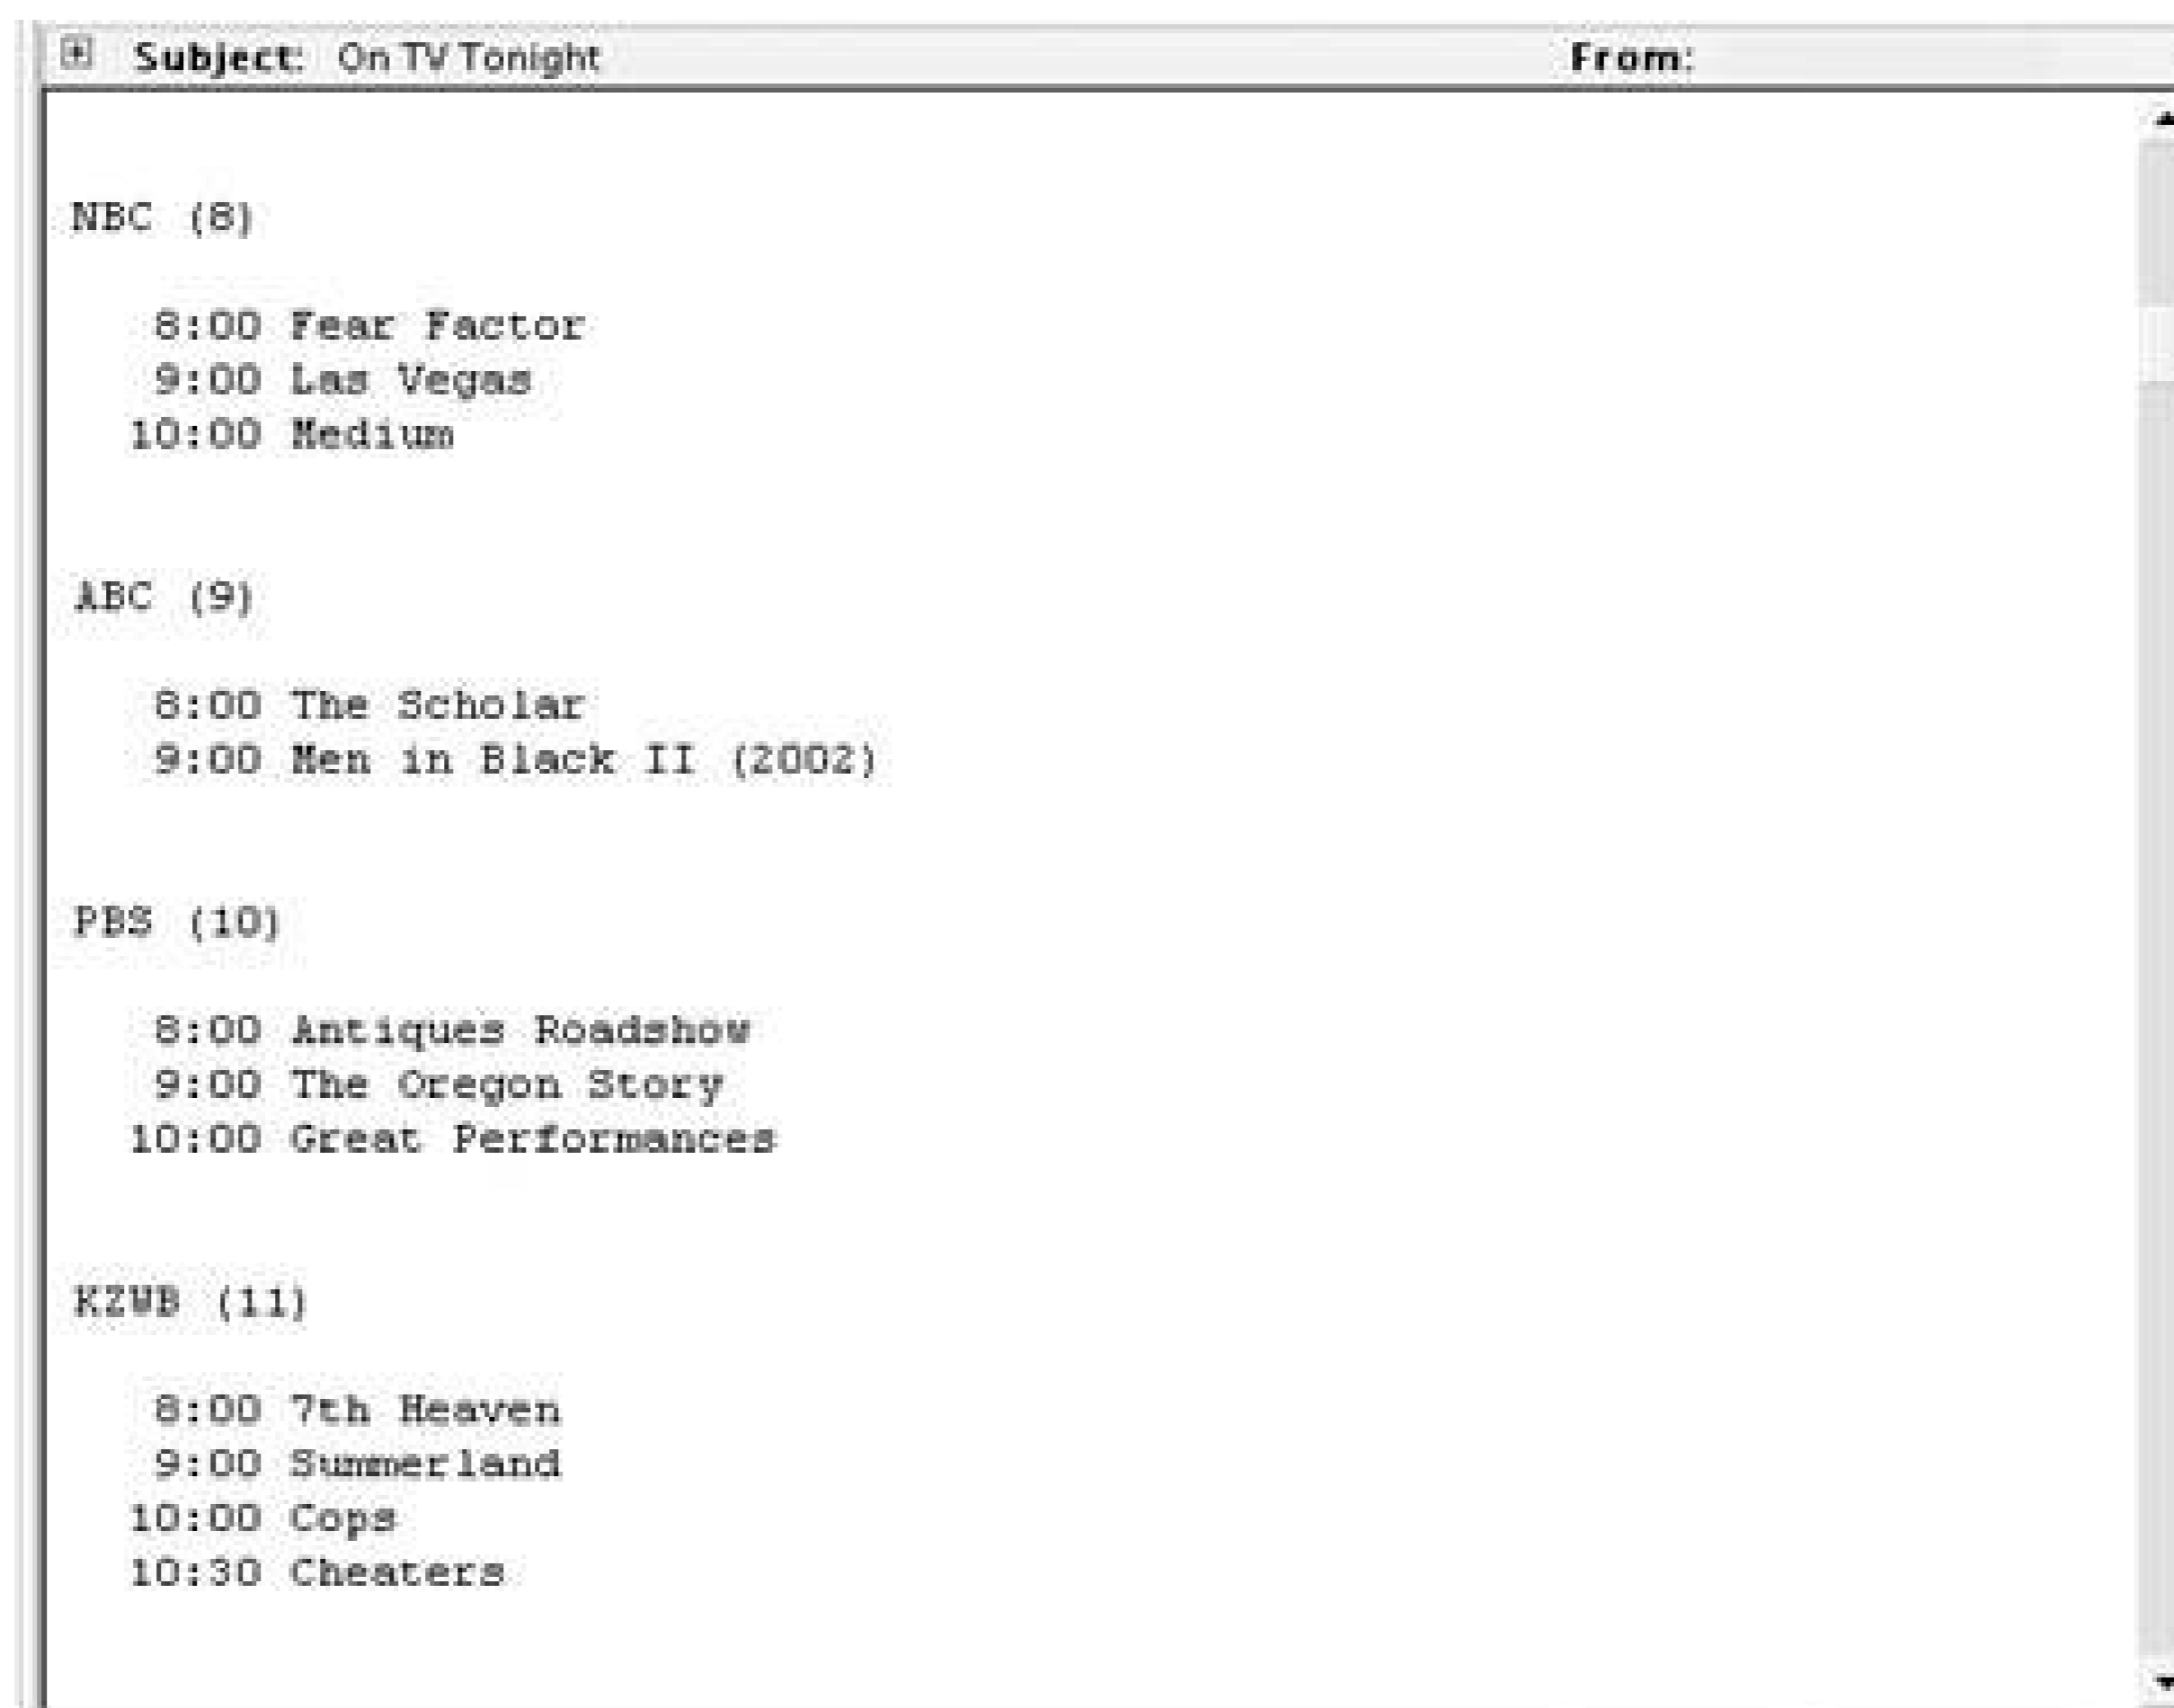 Subject: On TV Tonight From:
NBC (8)
8:00 Fear Factor
9:00 Las Vegas
10:00 Medium
ABC (9)
8:00 The Scholar
9:00 Men in Black II (2002)
PBS (10)
8:00 Antiques Roadshow
9:00 The Oregon Story
10:00 Great Performances
KZWB (11)
8:00 7th Heaven
9:00 Summerland
10:00 Cops
10:30 Cheaters